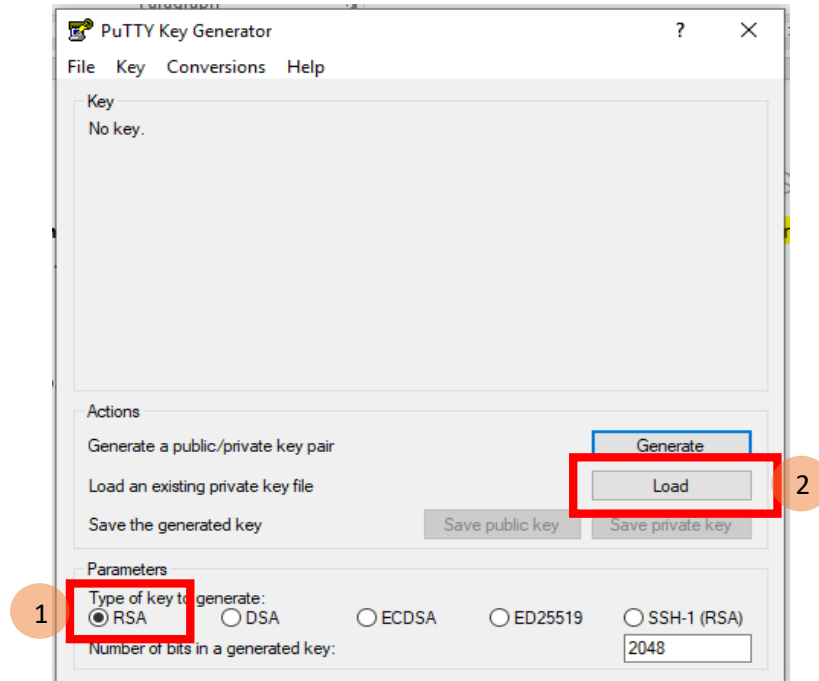 Paragraph
PuTTY Key Generator ? ×
File Key Conversions Help
Key
No key.
Actions
Generate a public/private key pair Generate
Load an existing private key file Load 2
Save the generated key Save public key Save private key
Parameters
Type of key to generate:
1 RSA DSA ECDSA ED25519 SSH-1 (RSA)
Number of bits in a generated key: 2048